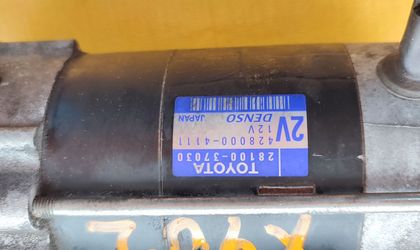 TOYOTA
28100-37030
428000-4111
2V
12V
DENSO
JAPAN